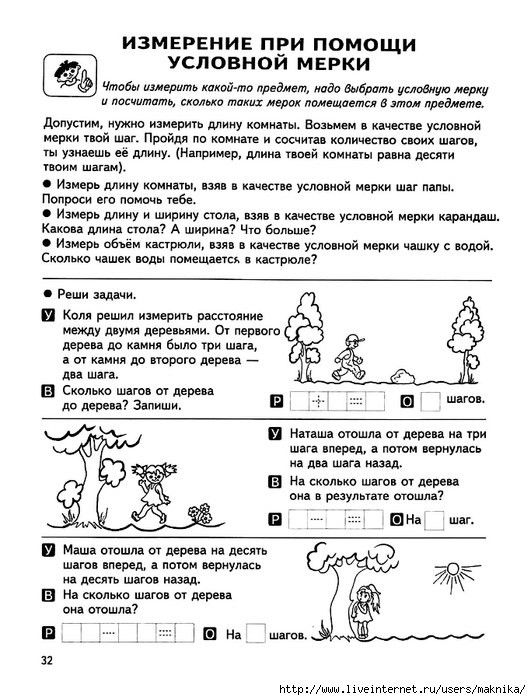 ИЗМЕРЕНИЕ ПРИ ПОМОЩИ
УСЛОВНОЙ МЕРКИ
Чтобы измерить какой-то предмет, надо выбрать условную мерку
и посчитать, сколько таких мерок помещается в этом предмете.
Допустим, нужно измерить длину комнаты. Возьмем в качестве условной
мерки твой шаг. Пройдя по комнате и сосчитав количество своих шагов,
ты узнаешь её длину. (Например, длина твоей комнаты равна десяти
твоим шагам).
● Измерь длину комнаты, взяв в качестве условной мерки шаг папы.
Попроси его помочь тебе.
● Измерь длину и ширину стола, взяв в качестве условной мерки карандаш.
Какова длина стола? А ширина? Что больше?
● Измерь объём кастрюли, взяв в качестве условной мерки чашку с водой.
Сколько чашек воды помещается в кастрюле?
● Реши задачи.
У Коля решил измерить расстояние
между двумя деревьями. От первого
дерева до камня было три шага,
а от камня до второго дерева —
два шага.
В Сколько шагов от дерева
до дерева? Запиши.
Р О шагов.
У Наташа отошла от дерева на три
шага вперед, а потом вернулась
на два шага назад.
В На сколько шагов от дерева
она в результате отошла?
Р О На шаг.
У Маша отошла от дерева на десять
шагов вперед, а потом вернулась
на десять шагов назад.
В На сколько шагов от дерева
она отошла?
Р О На шагов.
32
http://www.liveinternet.ru/users/maknika/